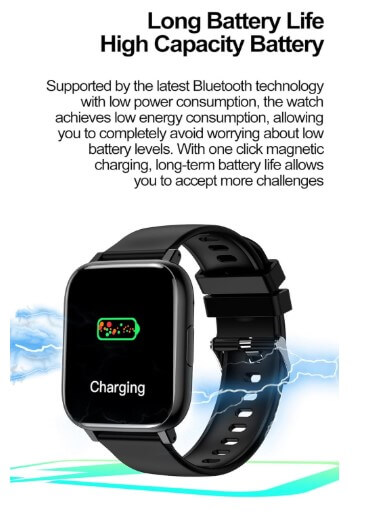 Long Battery Life
High Capacity Battery
Supported by the latest Bluetooth technology
with low power consumption, the watch
achieves low energy consumption, allowing
you to completely avoid worrying about low
battery levels. With one click magnetic
charging, long-term battery life allows
you to accept more challenges
Charging